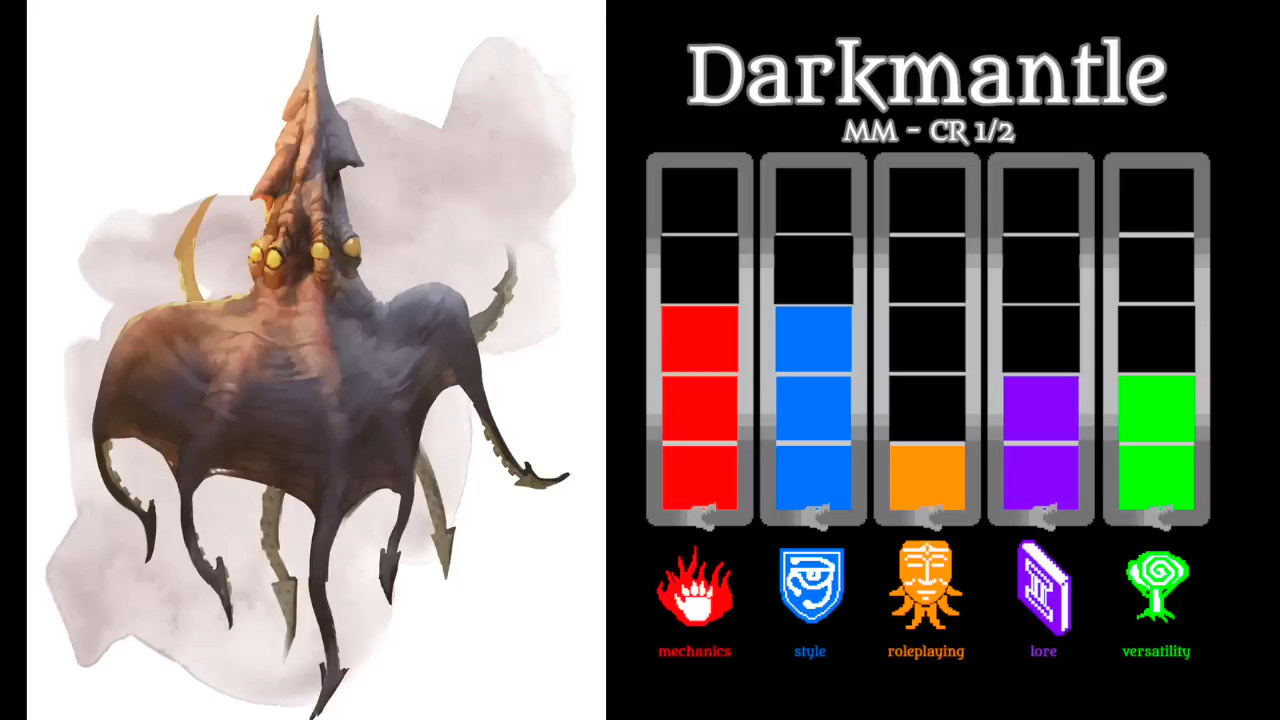 Darkmantle
MM - CR 1/2
mechanics
style
roleplaying
lore
versatility